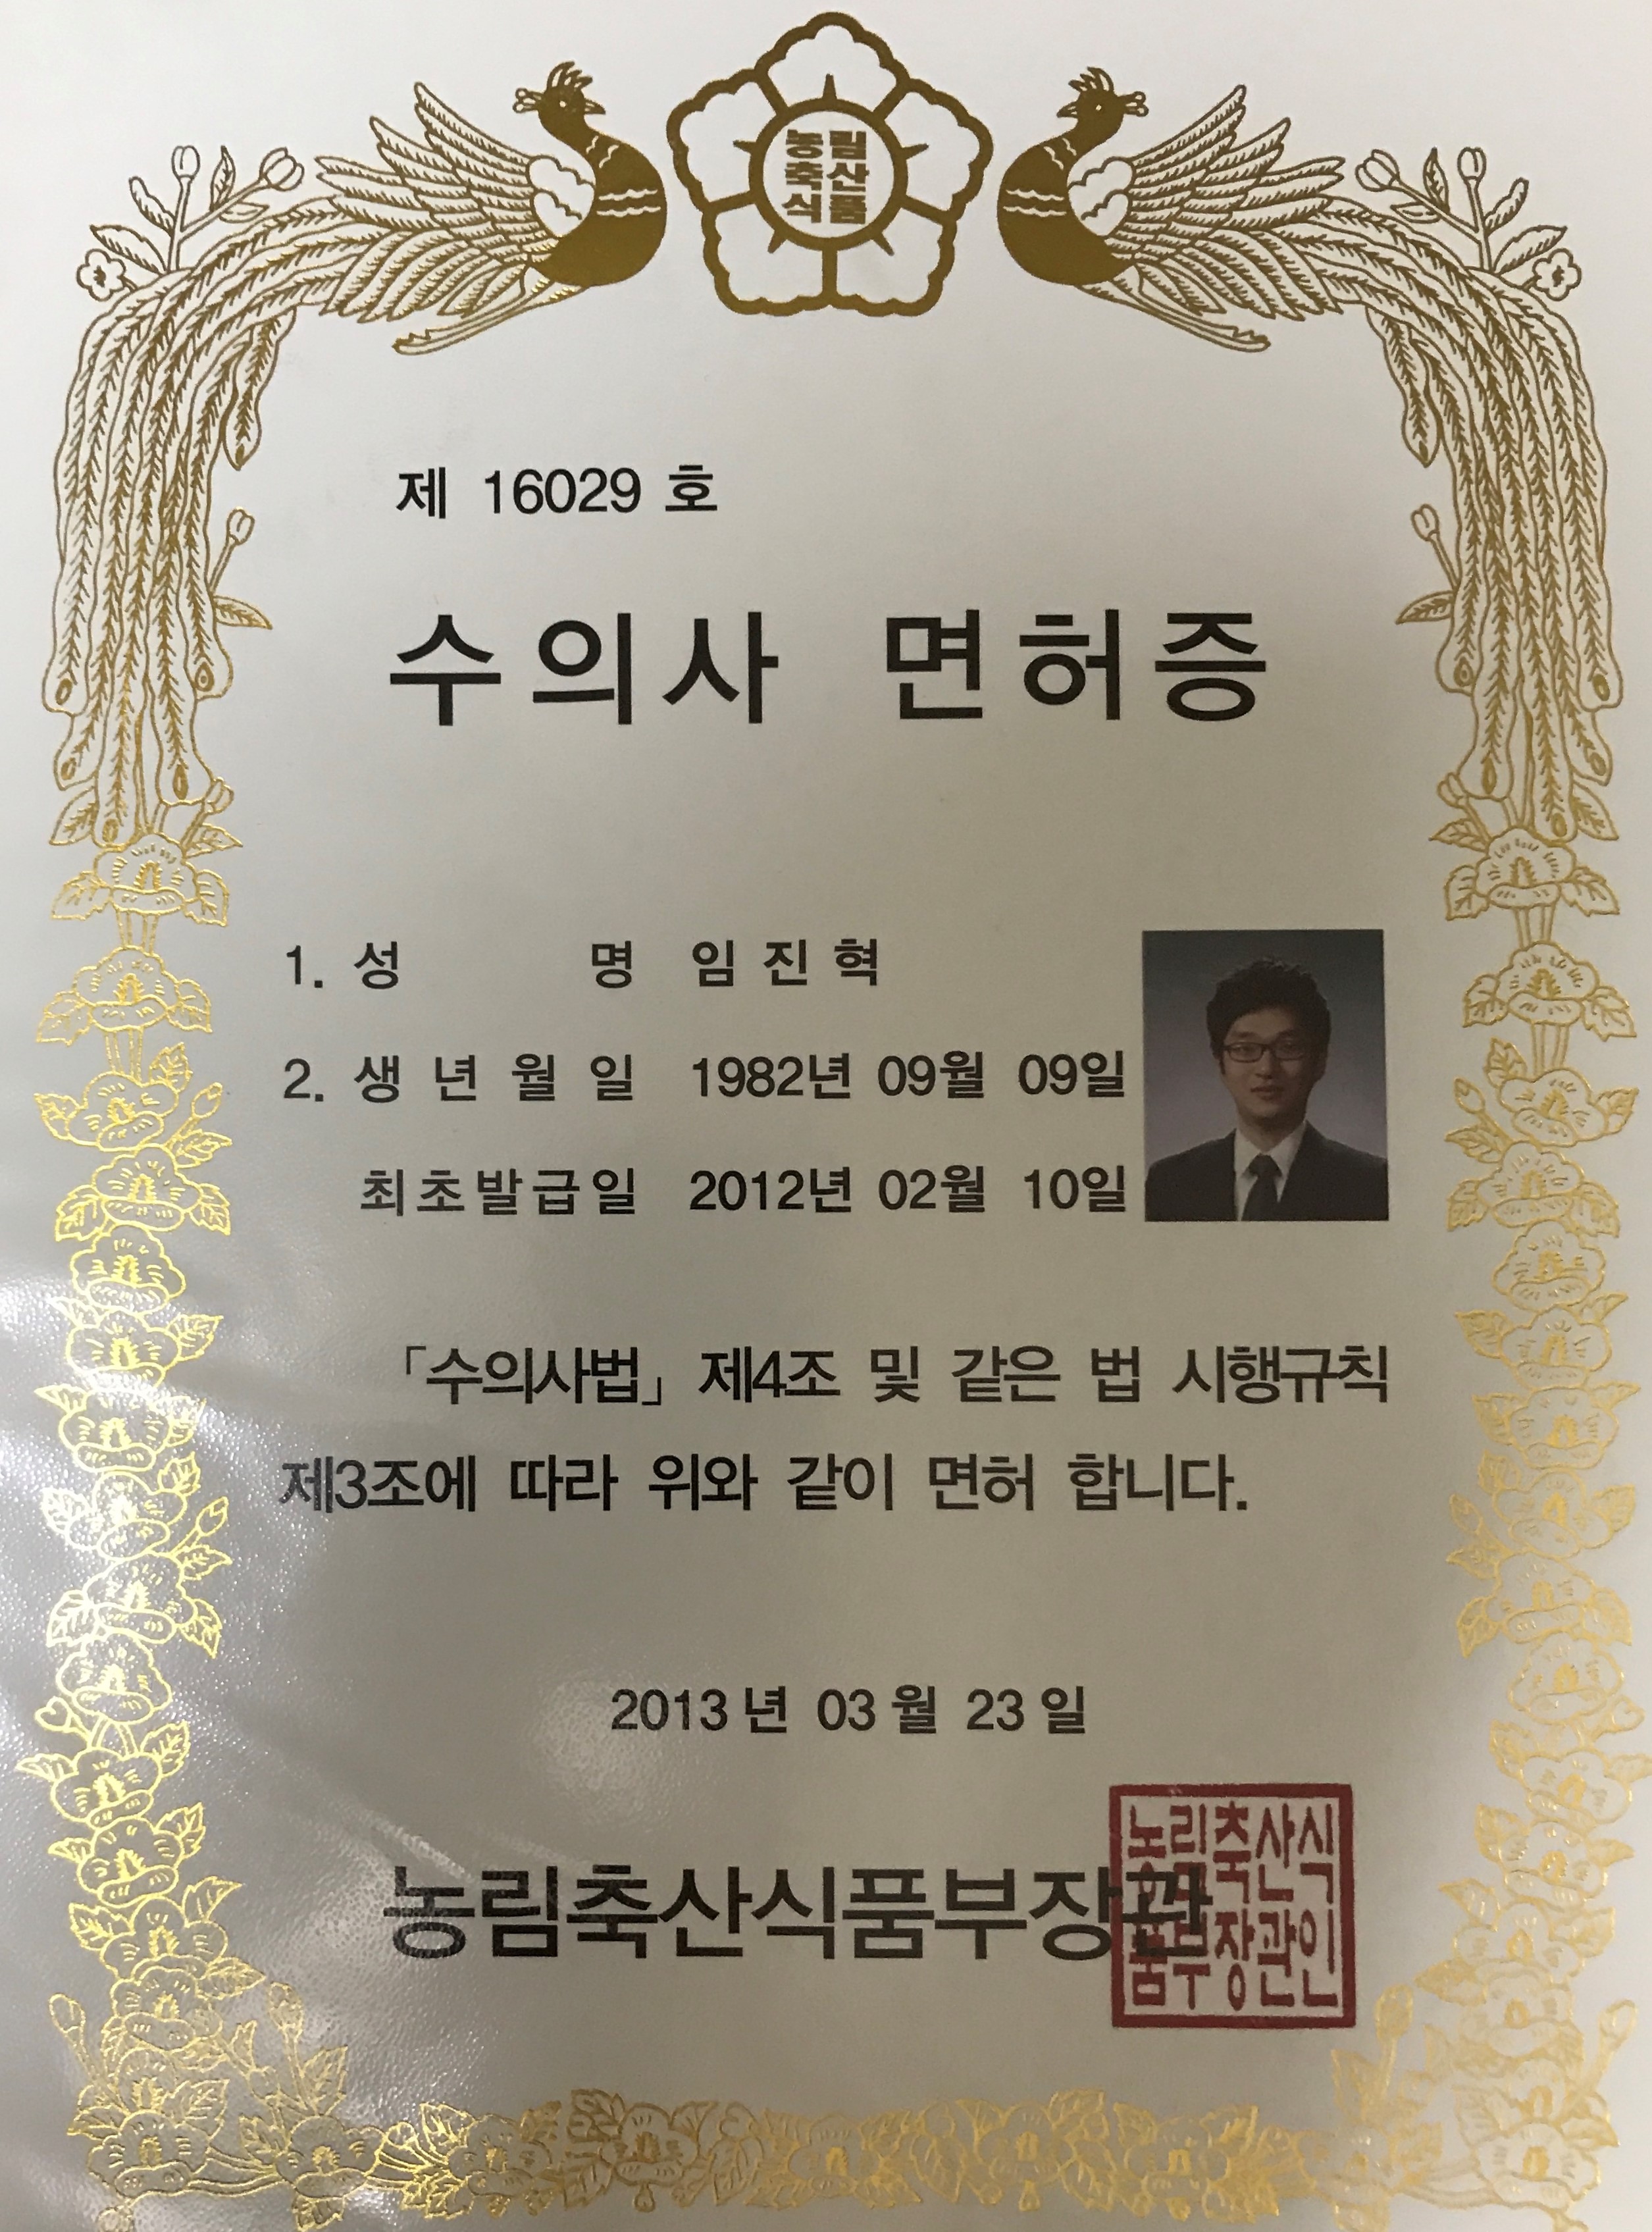 농림
축산
식품
제 16029 호
수의사 면허증
1. 성 명 임 진 혁
2. 생 년 월 일 1982년 09월 09일
최초발급일 2012년 02월 10일
「수의사법」 제4조 및 같은 법 시행규칙
제3조에 따라 위와 같이 면허 합니다.
2013 년 03 월 23 일
농림축산식품부장관
농림축산식
품부장관인